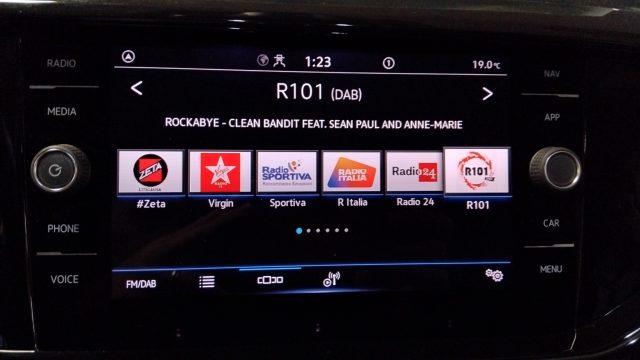 RADIO
MEDIA
PHONE
VOICE
1:23
1
19.0°C
R101 (DAB)
ROCKABYE - CLEAN BANDIT FEAT. SEAN PAUL AND ANNE-MARIE
ZETA
Virgin
Radio
SPORTIVA
RADIO
ITALIA
Radio24
R101
#Zeta
Virgin
Sportiva
R Italia
Radio 24
R101
FM/DAB
NAV
APP
CAR
MENU